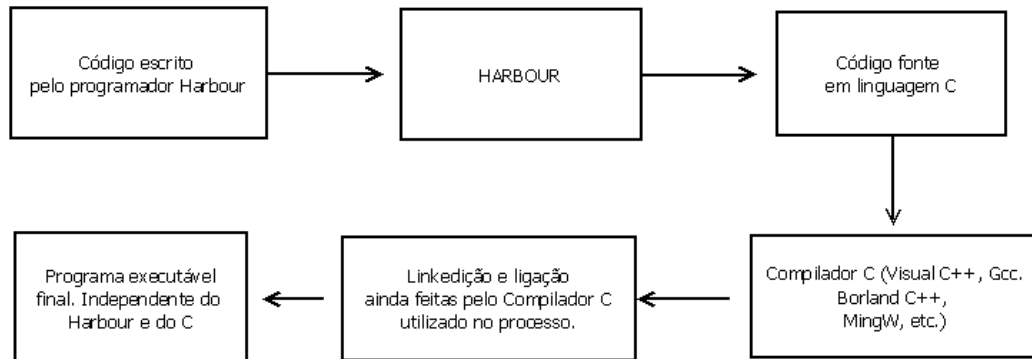 Código escrito
pelo programador Harbour
HARBOUR
Código fonte
em linguagem C
Programa executável
final. Independente do
Harbour e do C
Linkedição e ligação
ainda feitas pelo Compilador C
utilizado no processo.
Compilador C (Visual C++, Gcc.
Borland C++,
MingW, etc.)